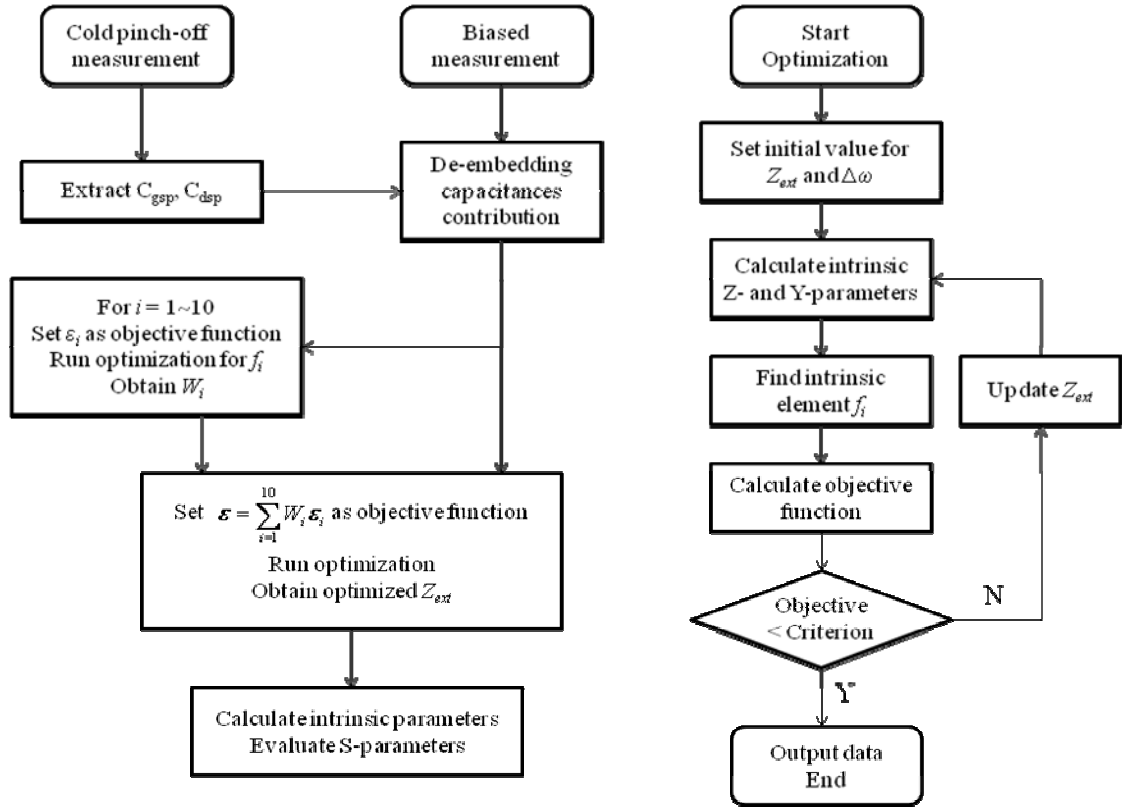 Cold pinch-off
measurement
Biased
measurement
Extract C_gsp, C_dsp
De-embedding
capacitances
contribution
For i = 1~10
Set ε_i as objective function
Run optimization for f_i
Obtain W_i
Set ε = \sum_{i=1}^{10} W_i ε_i as objective function
Run optimization
Obtain optimized Z_ext
Calculate intrinsic parameters
Evaluate S-parameters
Start
Optimization
Set initial value for
Z_ext and Δω
Calculate intrinsic
Z- and Y-parameters
Find intrinsic
element f_i
Update Z_ext
Calculate objective
function
Objective
< Criterion
N
Y
Output data
End